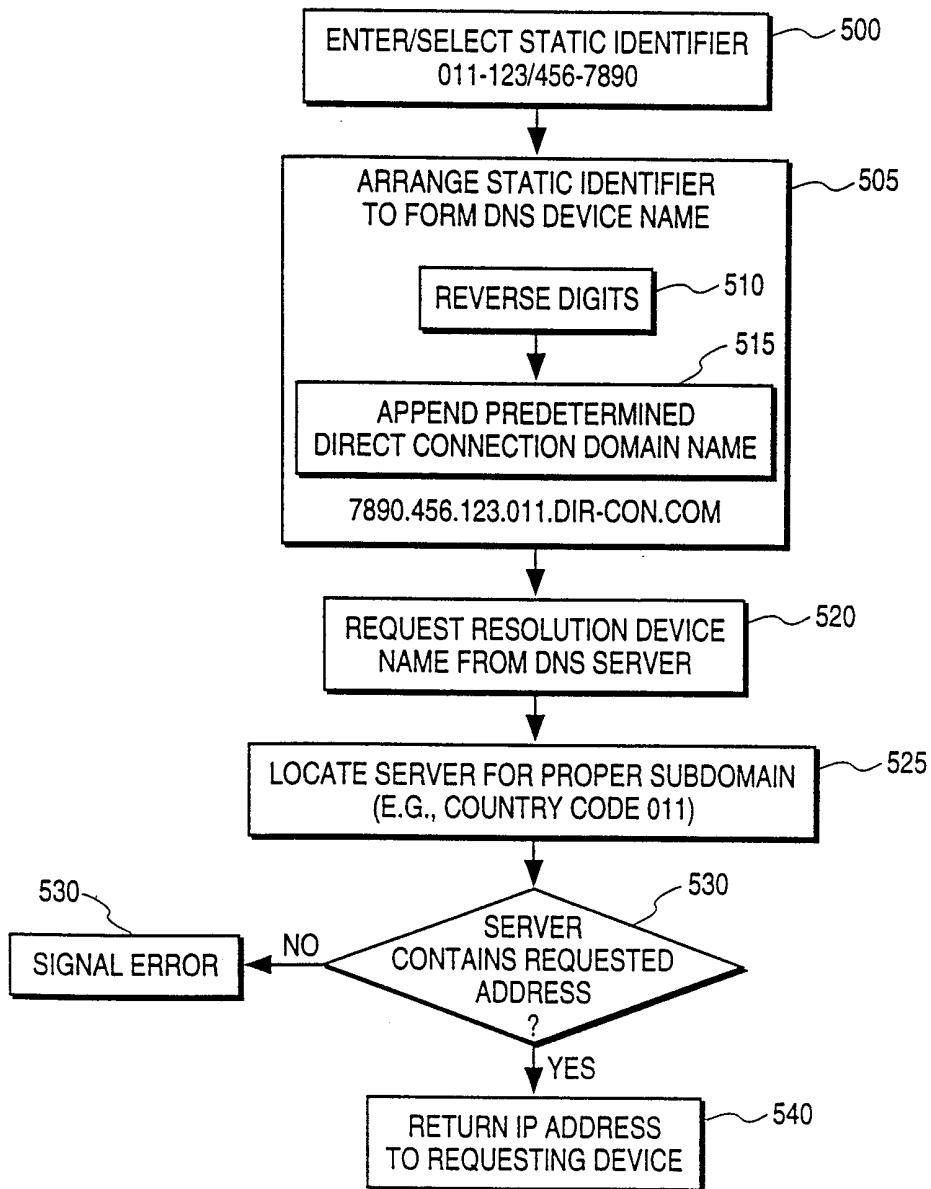 ENTER/SELECT STATIC IDENTIFIER
011-123/456-7890
500
ARRANGE STATIC IDENTIFIER
TO FORM DNS DEVICE NAME
505
REVERSE DIGITS
510
515
APPEND PREDETERMINED
DIRECT CONNECTION DOMAIN NAME
7890.456.123.011.DIR-CON.COM
REQUEST RESOLUTION DEVICE
NAME FROM DNS SERVER
520
LOCATE SERVER FOR PROPER SUBDOMAIN
(E.G., COUNTRY CODE 011)
525
530
SERVER
CONTAINS REQUESTED
ADDRESS
?
530
NO
SIGNAL ERROR
YES
RETURN IP ADDRESS
TO REQUESTING DEVICE
540